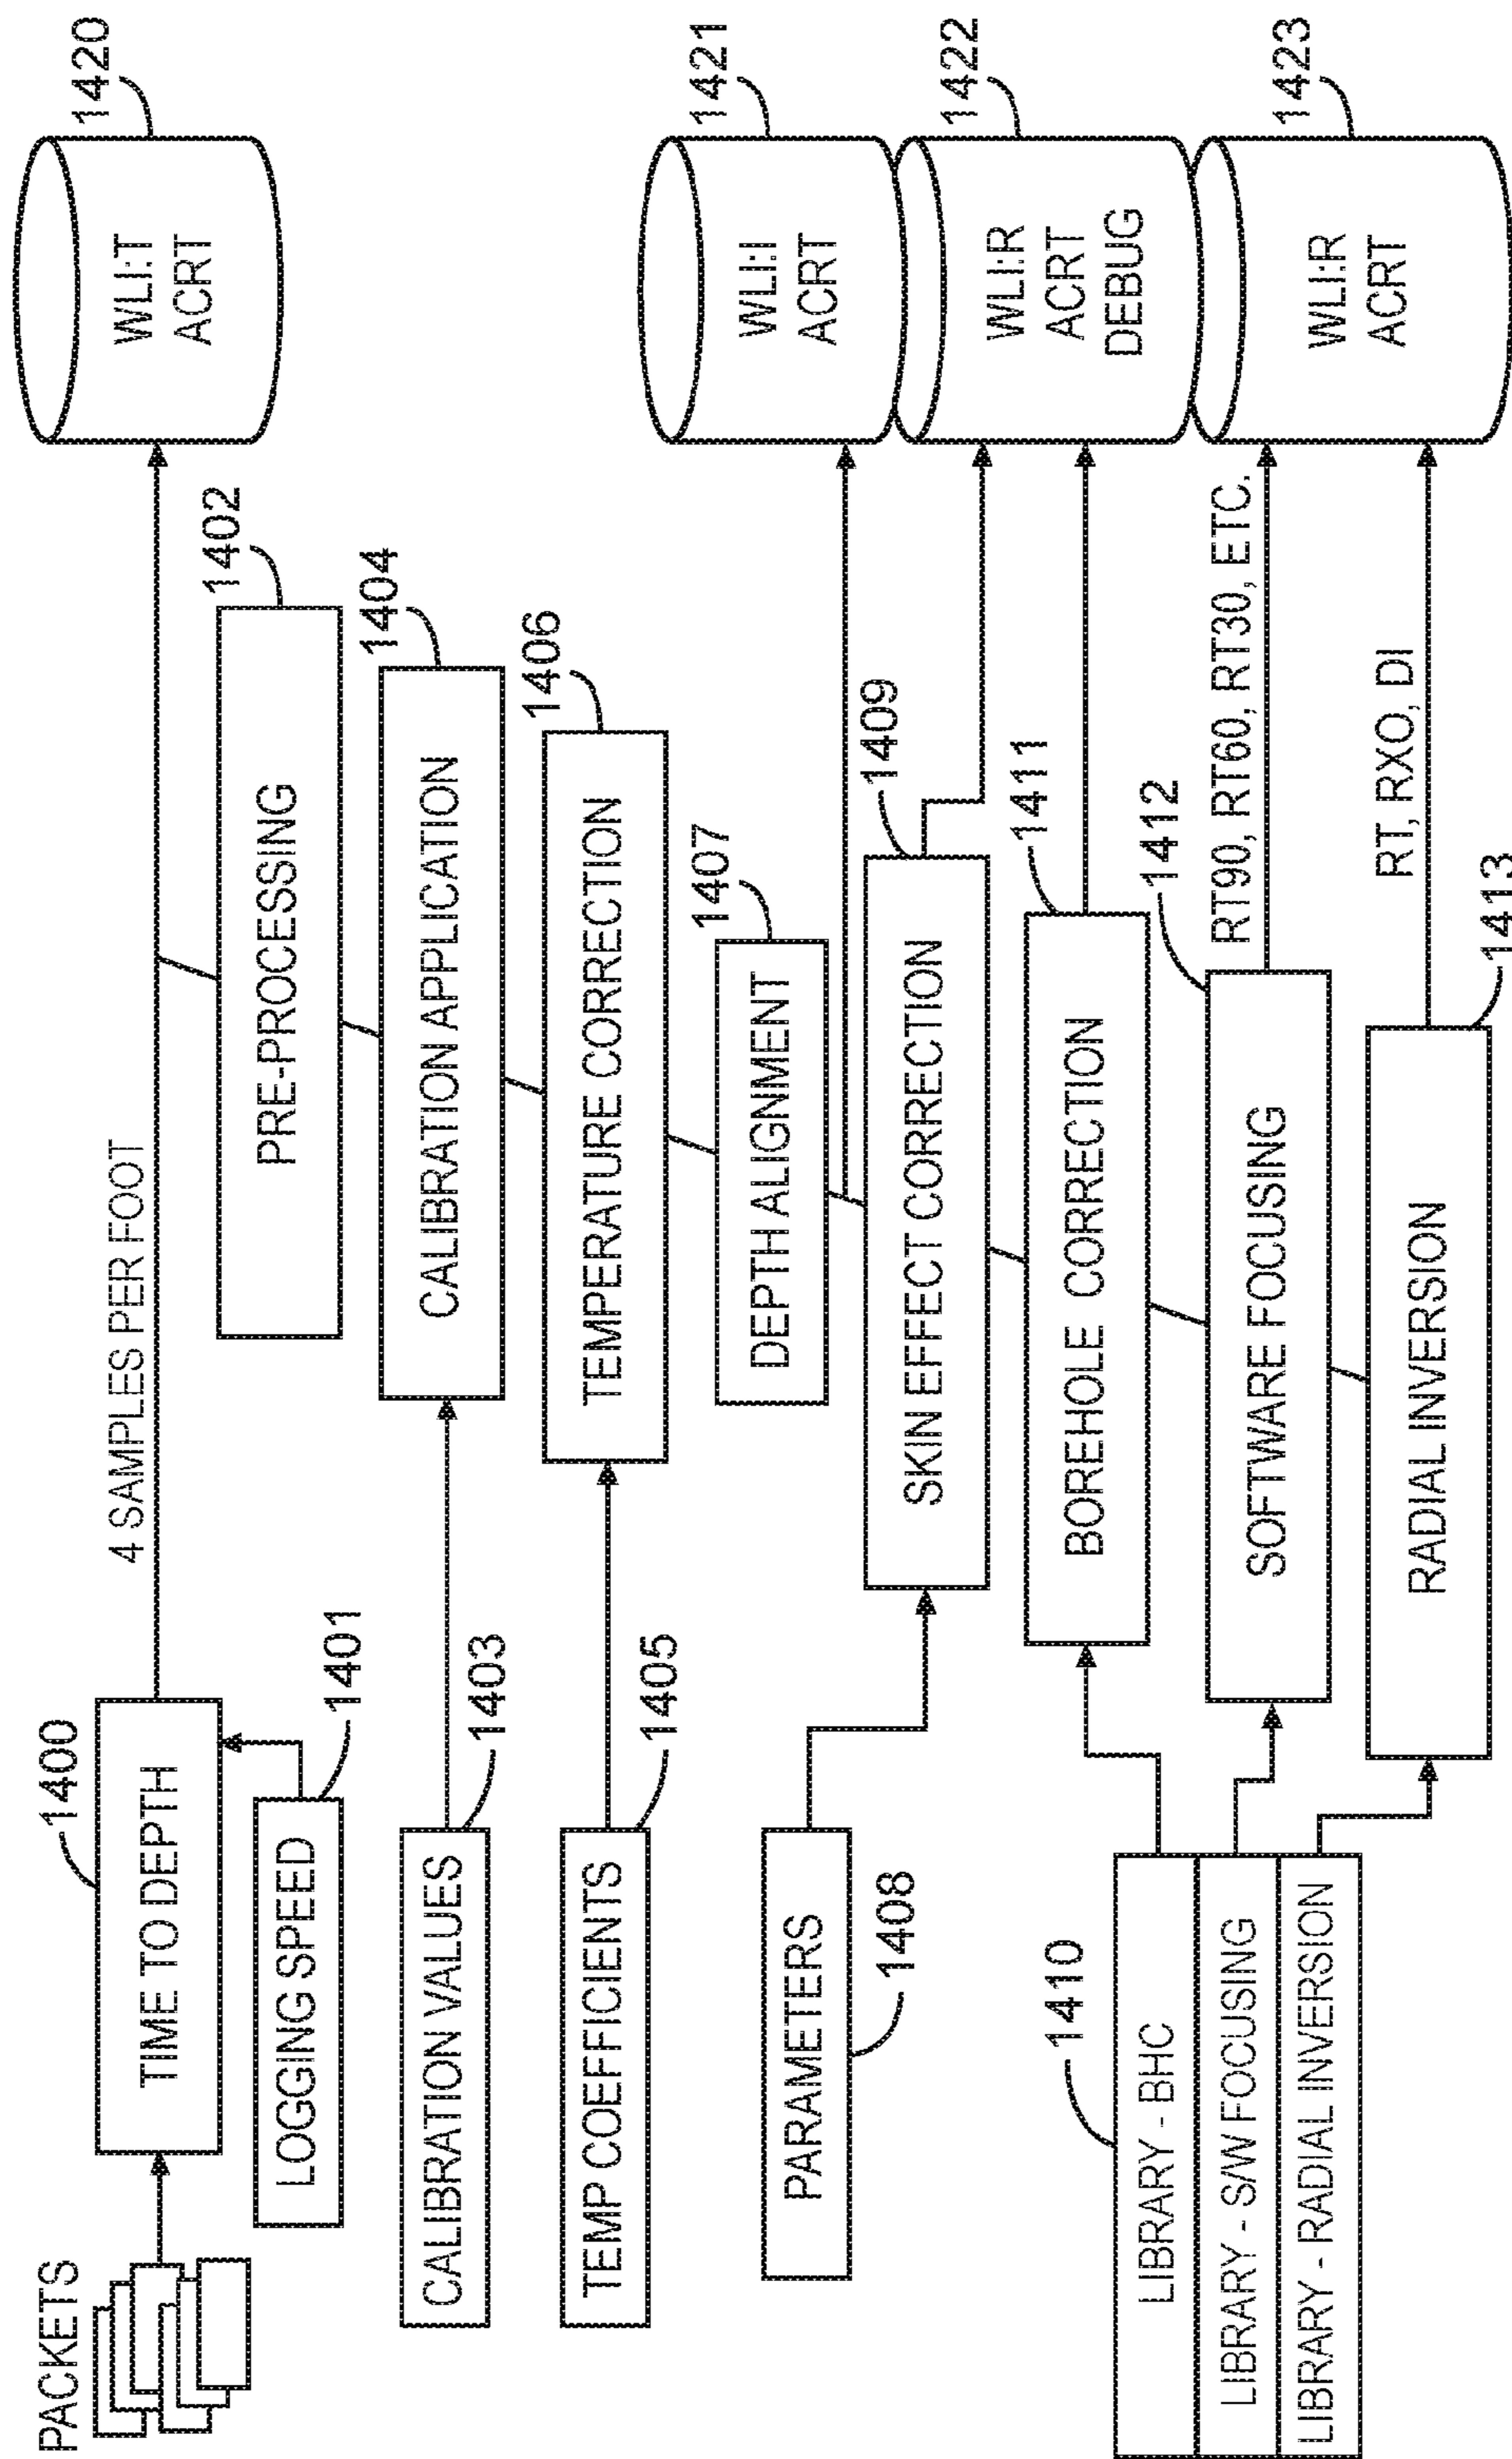 PACKETS
1400
TIME TO DEPTH
4 SAMPLES PER FOOT
WLI:T
ACRT
1420
LOGGING SPEED
1401
PRE-PROCESSING
1402
CALIBRATION VALUES
1403
CALIBRATION APPLICATION
1404
TEMP COEFFICIENTS
1405
TEMPERATURE CORRECTION
1406
DEPTH ALIGNMENT
1407
WLI:I
ACRT
1421
PARAMETERS
1408
SKIN EFFECT CORRECTION
1409
WLI:R
ACRT
DEBUG
1422
1410
LIBRARY - BHC
LIBRARY - S/W FOCUSING
LIBRARY - RADIAL INVERSION
BOREHOLE CORRECTION
1411
SOFTWARE FOCUSING
1412
RT90, RT60, RT30, ETC.
WLI:R
ACRT
1423
RADIAL INVERSION
1413
RT, RXO, DI